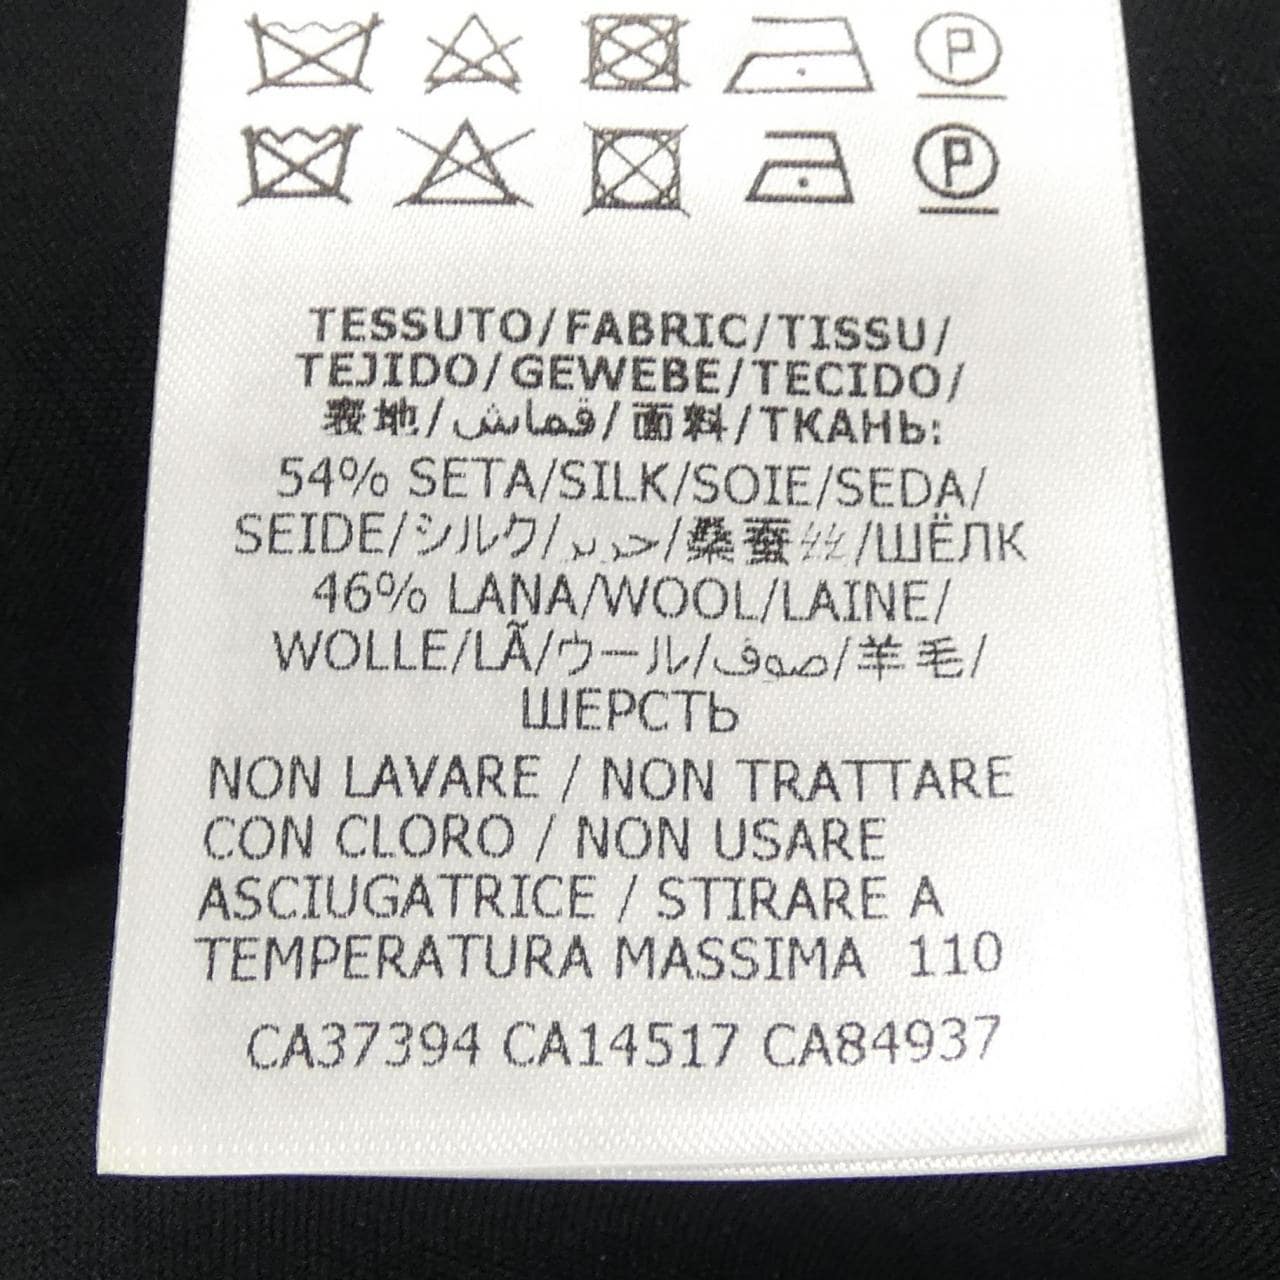 P
P
TESSUTO/FABRIC/TISSU/
TEJIDO/GEWEBE/TECIDO/
表地/قماش/面料/ТКАНЬ:
54% SETA/SILK/SOIE/SEDA/
SEIDE/シルク/حرير/桑蚕丝/ШЁЛК
46% LANA/WOOL/LAINE/
WOLLE/LÃ/ウール/صوف/羊毛/
ШЕРСТЬ
NON LAVARE / NON TRATTARE
CON CLORO / NON USARE
ASCIUGATRICE / STIRARE A
TEMPERATURA MASSIMA 110
CA37394 CA14517 CA84937